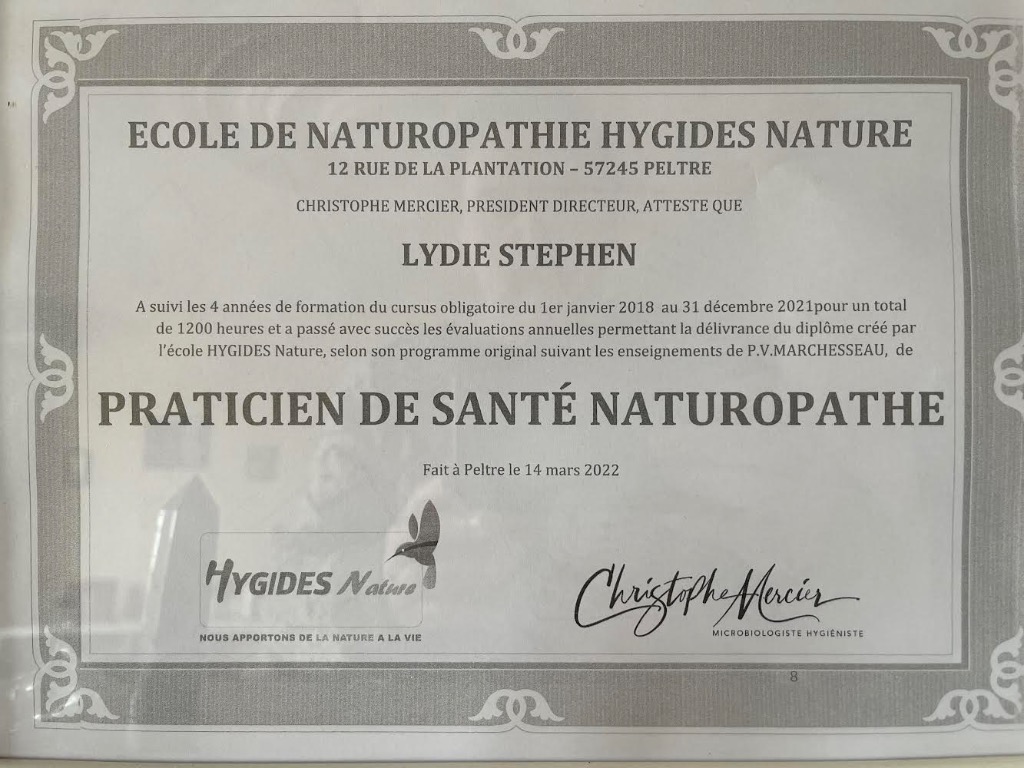 ECOLE DE NATUROPATHIE HYGIDES NATURE
12 RUE DE LA PLANTATION – 57245 PELTRE
CHRISTOPHE MERCIER, PRESIDENT DIRECTEUR, ATTESTE QUE
LYDIE STEPHEN
A suivi les 4 années de formation du cursus obligatoire du 1er janvier 2018 au 31 décembre 2021pour un total
de 1200 heures et a passé avec succès les évaluations annuelles permettant la délivrance du diplôme créé par
l'école HYGIDES Nature, selon son programme original suivant les enseignements de P.V.MARCHESSEAU, de
PRATICIEN DE SANTÉ NATUROPATHE
Fait à Peltre le 14 mars 2022
HYGIDES Nature
NOUS APPORTONS DE LA NATURE A LA VIE
Christophe Mercier
MICROBIOLOGISTE HYGIÉNISTE
8